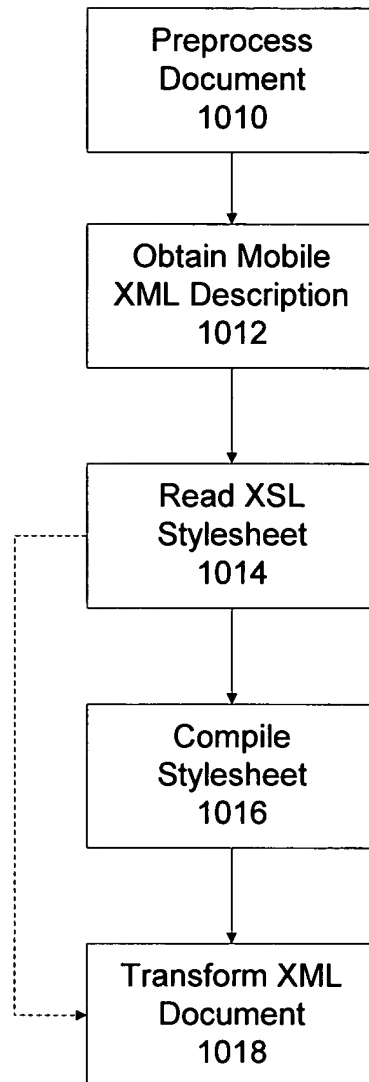 Preprocess
Document
1010
Obtain Mobile
XML Description
1012
Read XSL
Stylesheet
1014
Compile
Stylesheet
1016
Transform XML
Document
1018